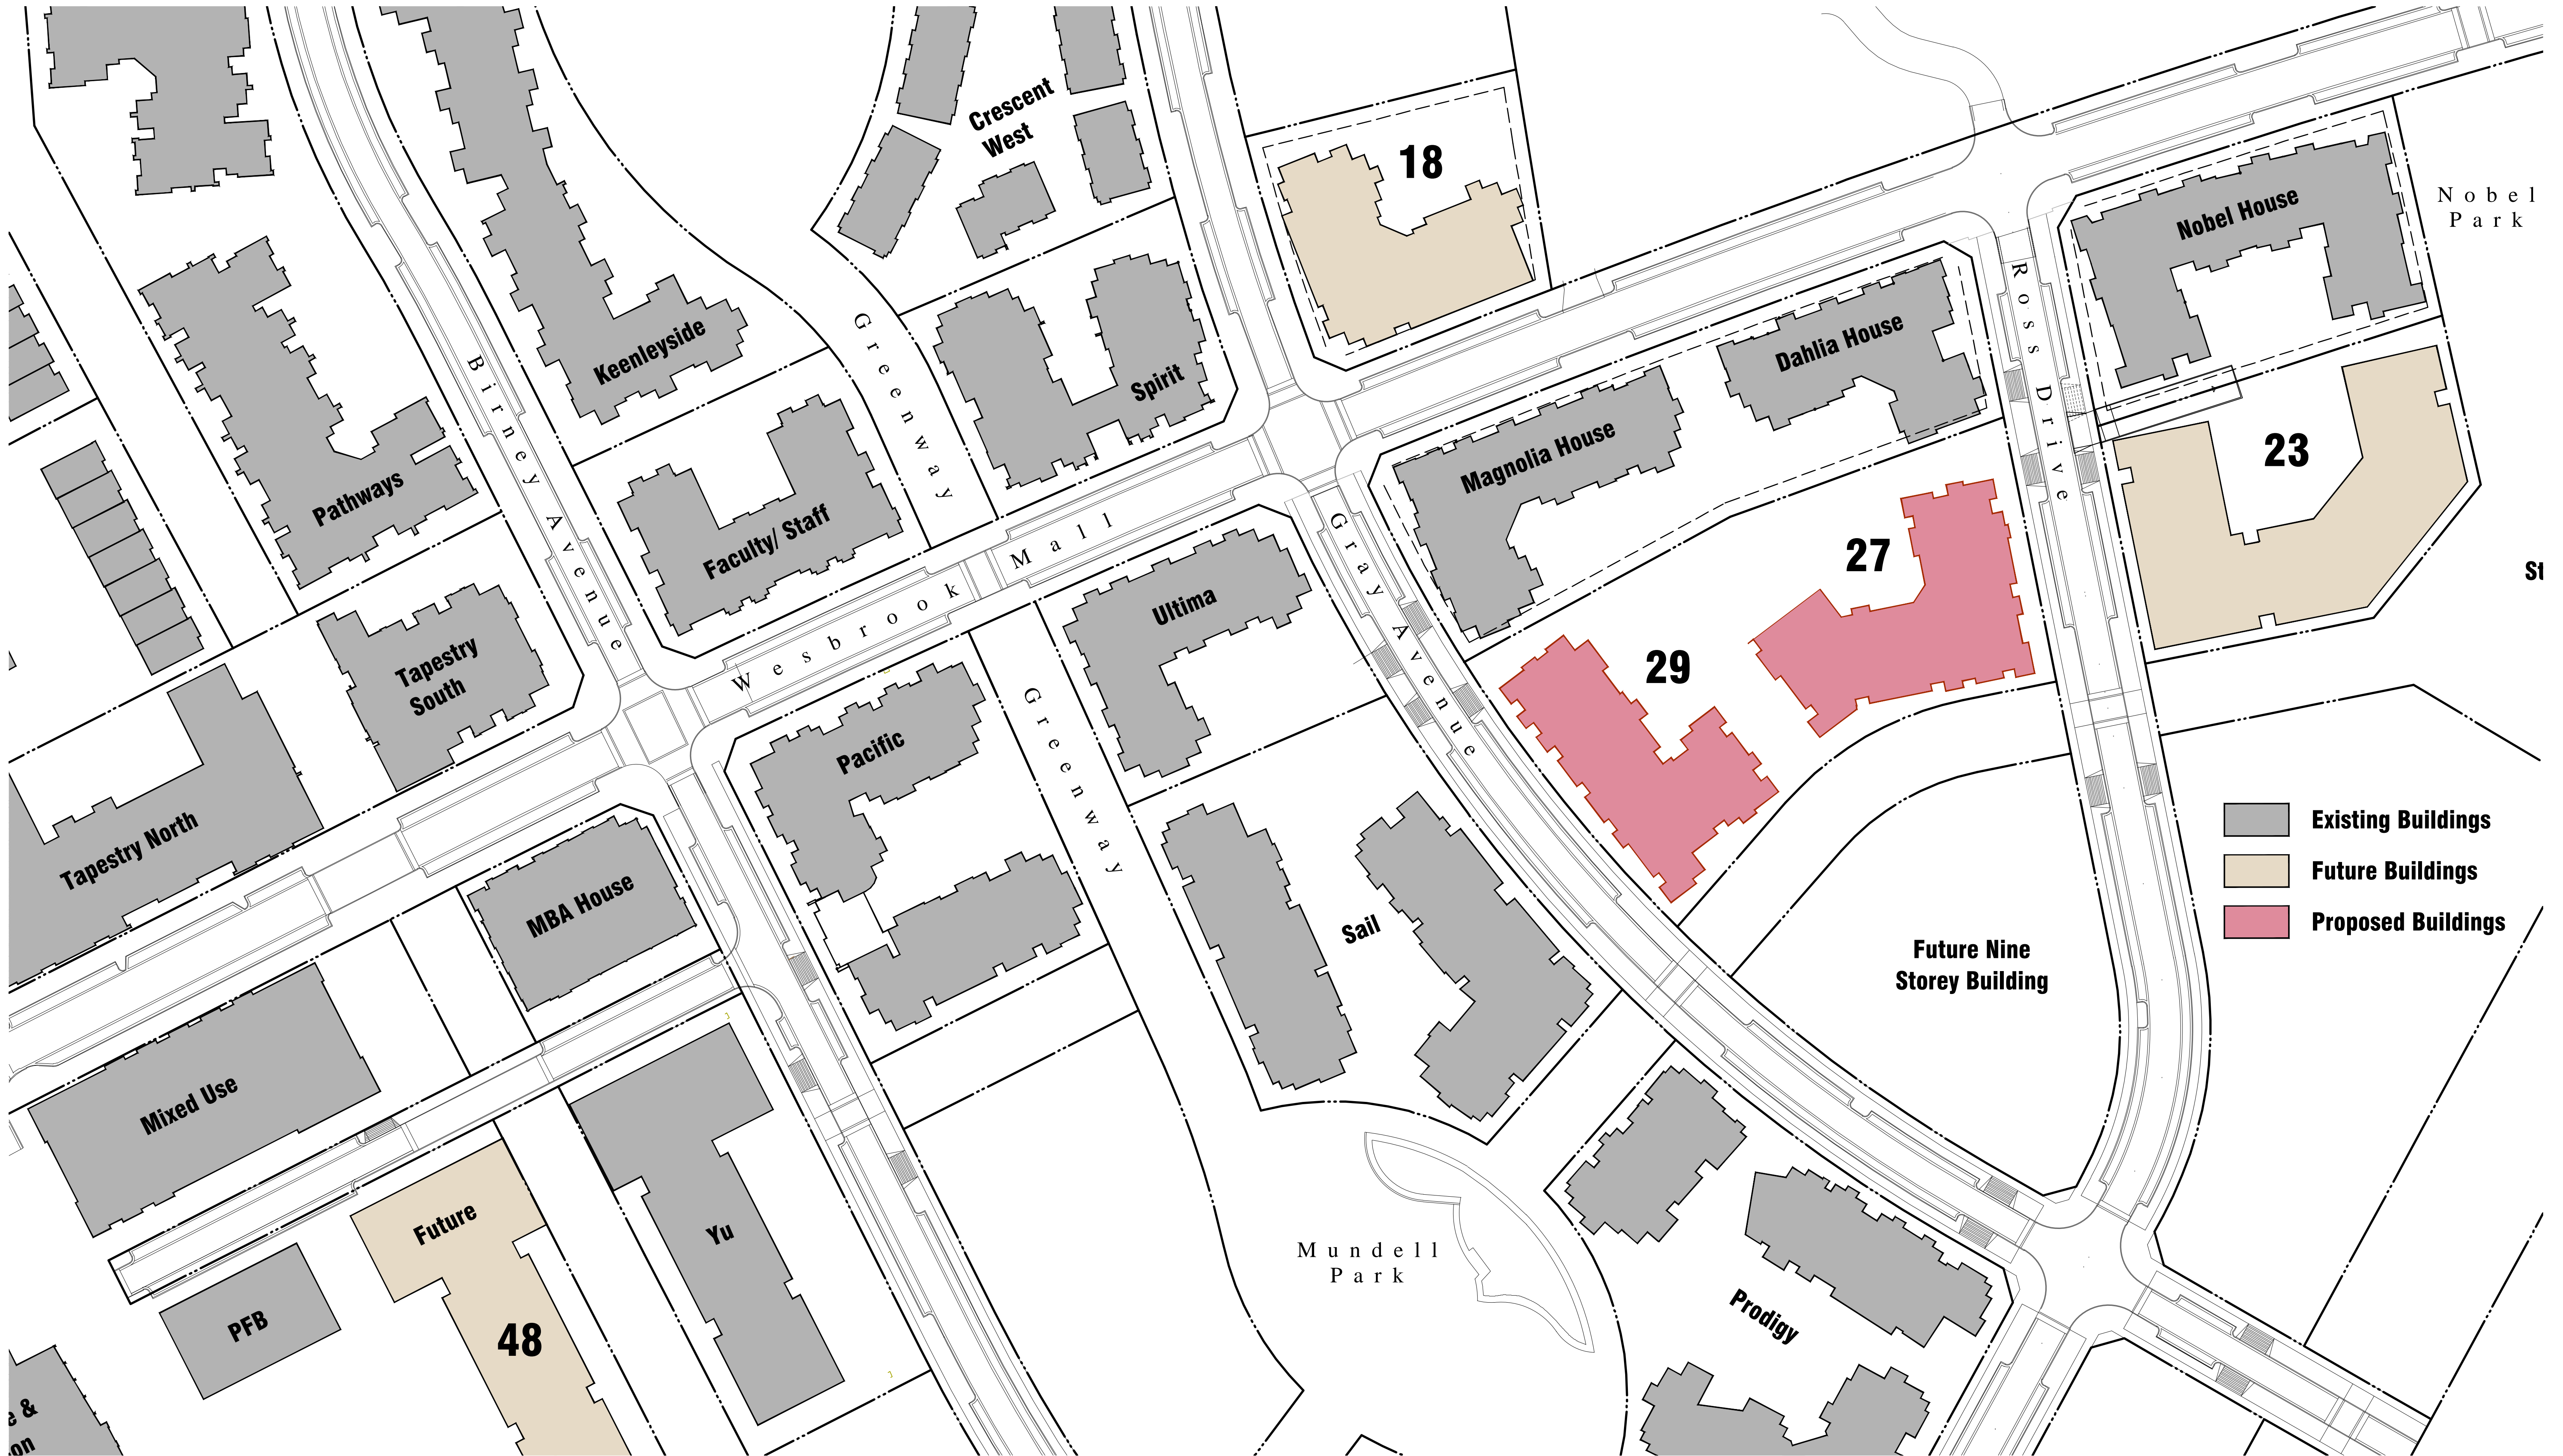 Crescent
West
18
Nobel House
Nobel
Park
Greenway
Ross Drive
Birney Avenue
Keenleyside
Dahlia House
Spirit
Magnolia House
23
Pathways
Faculty/ Staff
Wesbrook Mall
Gray Avenue
27
St
Ultima
Tapestry
South
29
Greenway
Pacific
Tapestry North
Existing Buildings
Future Buildings
Proposed Buildings
MBA House
Sail
Future Nine
Storey Building
Mixed Use
Future
Yu
Mundell
Park
PFB
48
Prodigy
e &
on